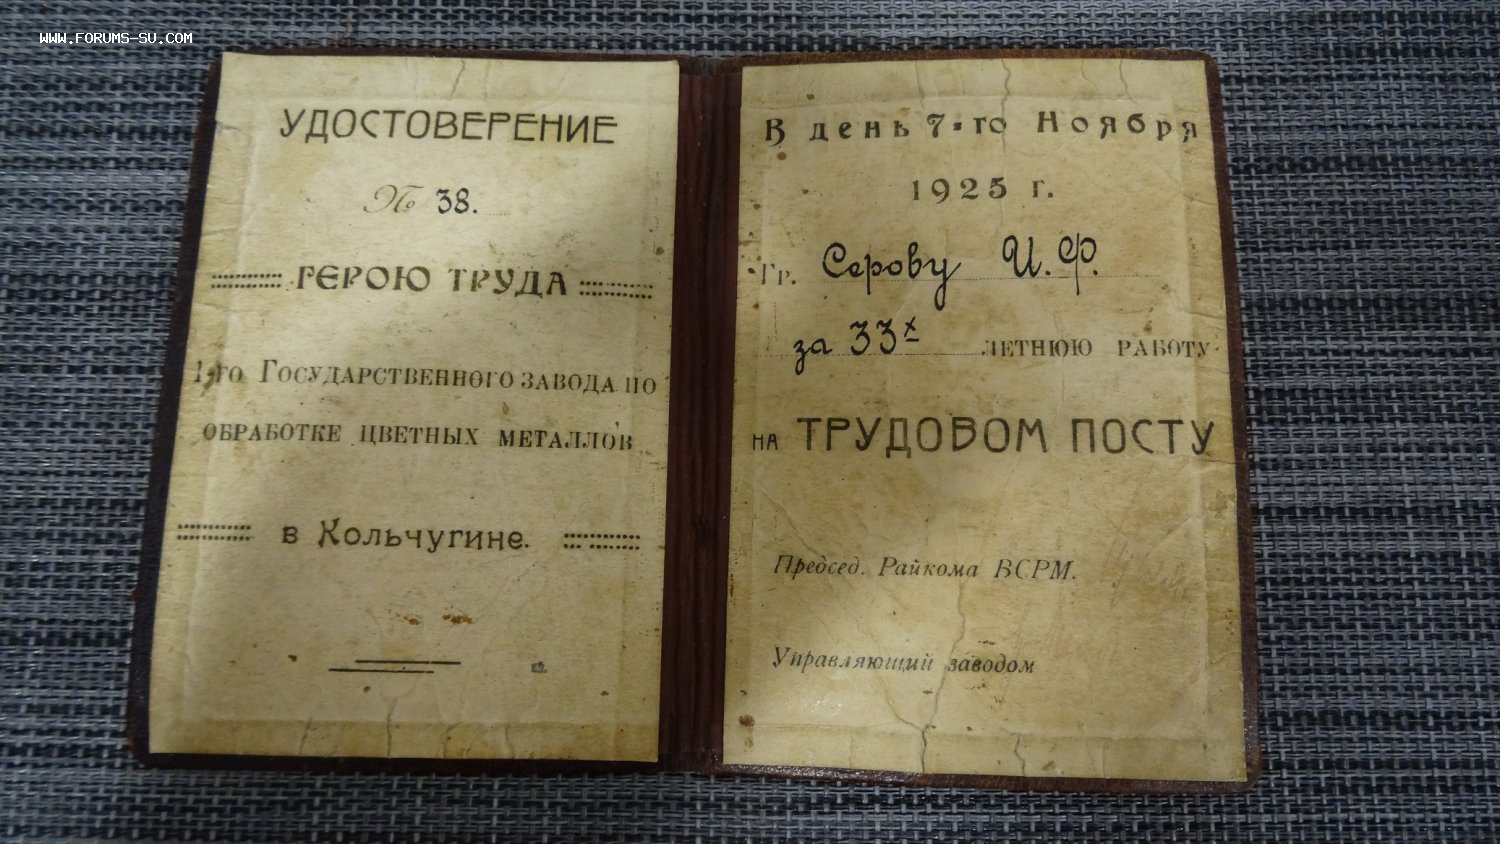 WWW.FORUMS-SU.COM
УДОСТОВЕРЕНИЕ
№ 38.
ГЕРОЮ ТРУДА
1-го Государственного завода по
обработке цветных металлов
в Кольчугине.
В день 7-го Ноября
1925 г.
Гр. Серову И.Ф.
за 33х летнюю работу
на ТРУДОВОМ ПОСТУ
Председ. Райкома ВСРМ.
Управляющий заводом